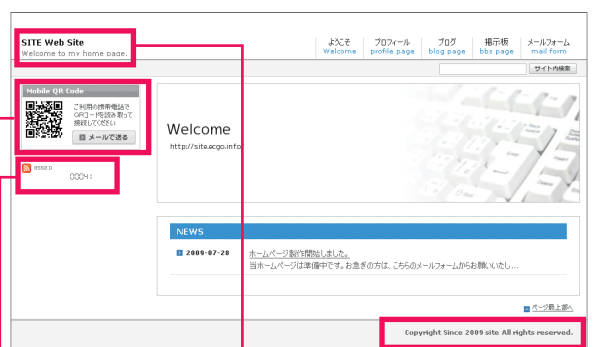 SITE Web Site
Welcome to my home page.
ようこそ
Welcome
プロフィール
profile page
ブログ
blog page
掲示板
bbs page
メールフォーム
mail form
サイト内検索
Mobile QR Code
ご利用の携帯電話で
QRコードを読み取って
接続してください
メールで送る
RSS2.0
0004:
Welcome
http://site.ecgo.info
NEWS
2009-07-28
ホームページ製作開始しました。
当ホームページは準備中です。お急ぎの方は、こちらのメールフォームからお願いいたし...
ページ最上部へ
Copyright Since 2009 site All rights reserved.